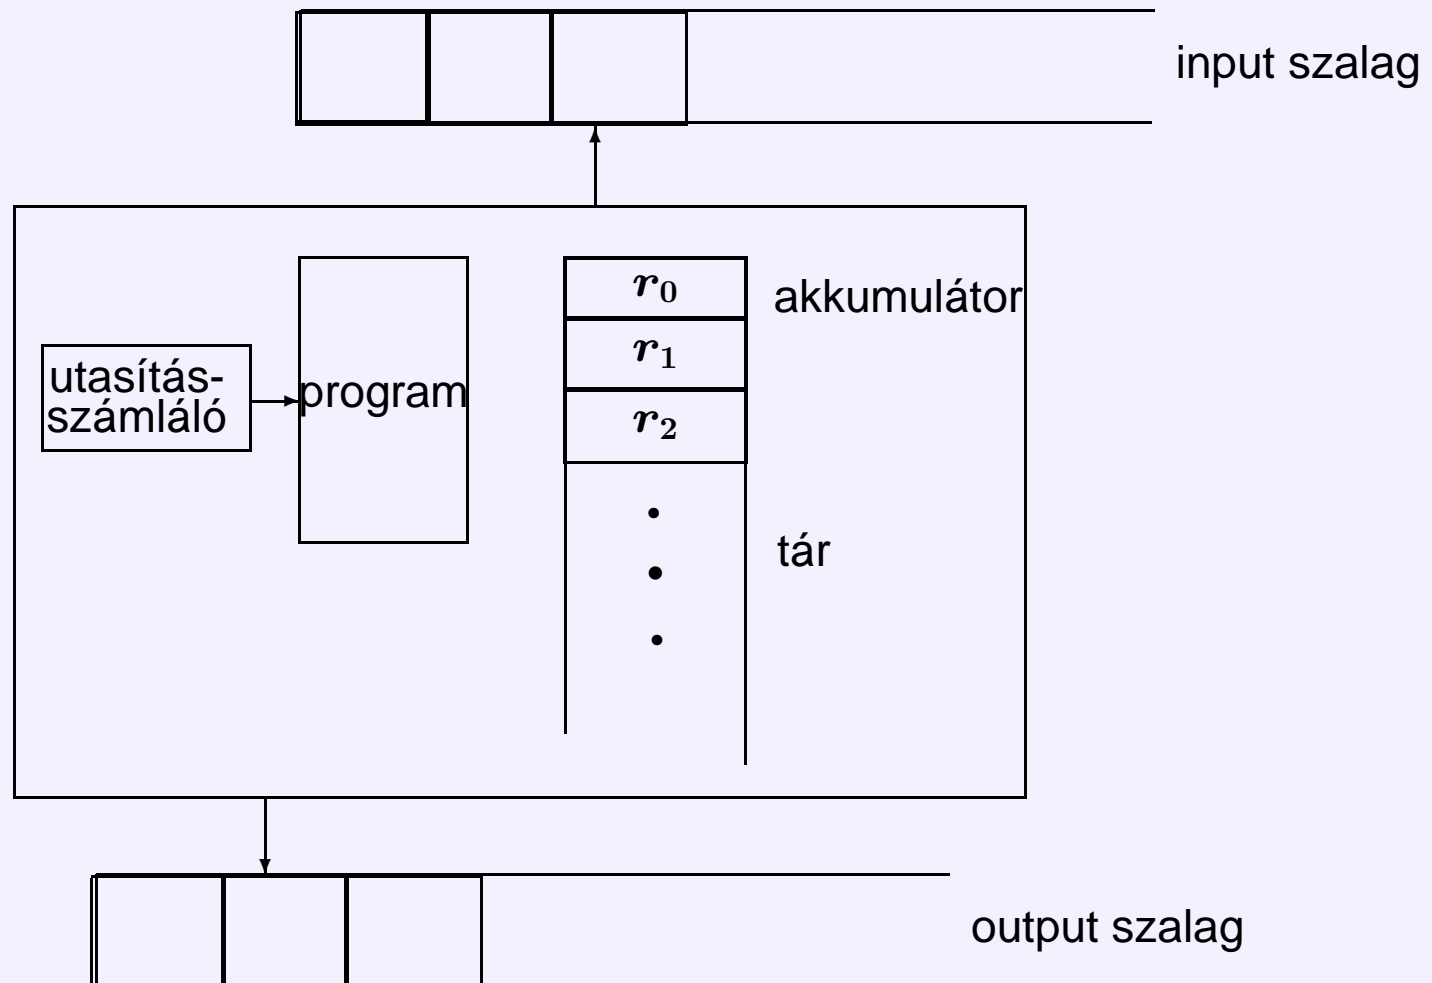 input szalag
r₀
akkumulátor
utasítás-
számláló
program
r₁
r₂
tár
output szalag